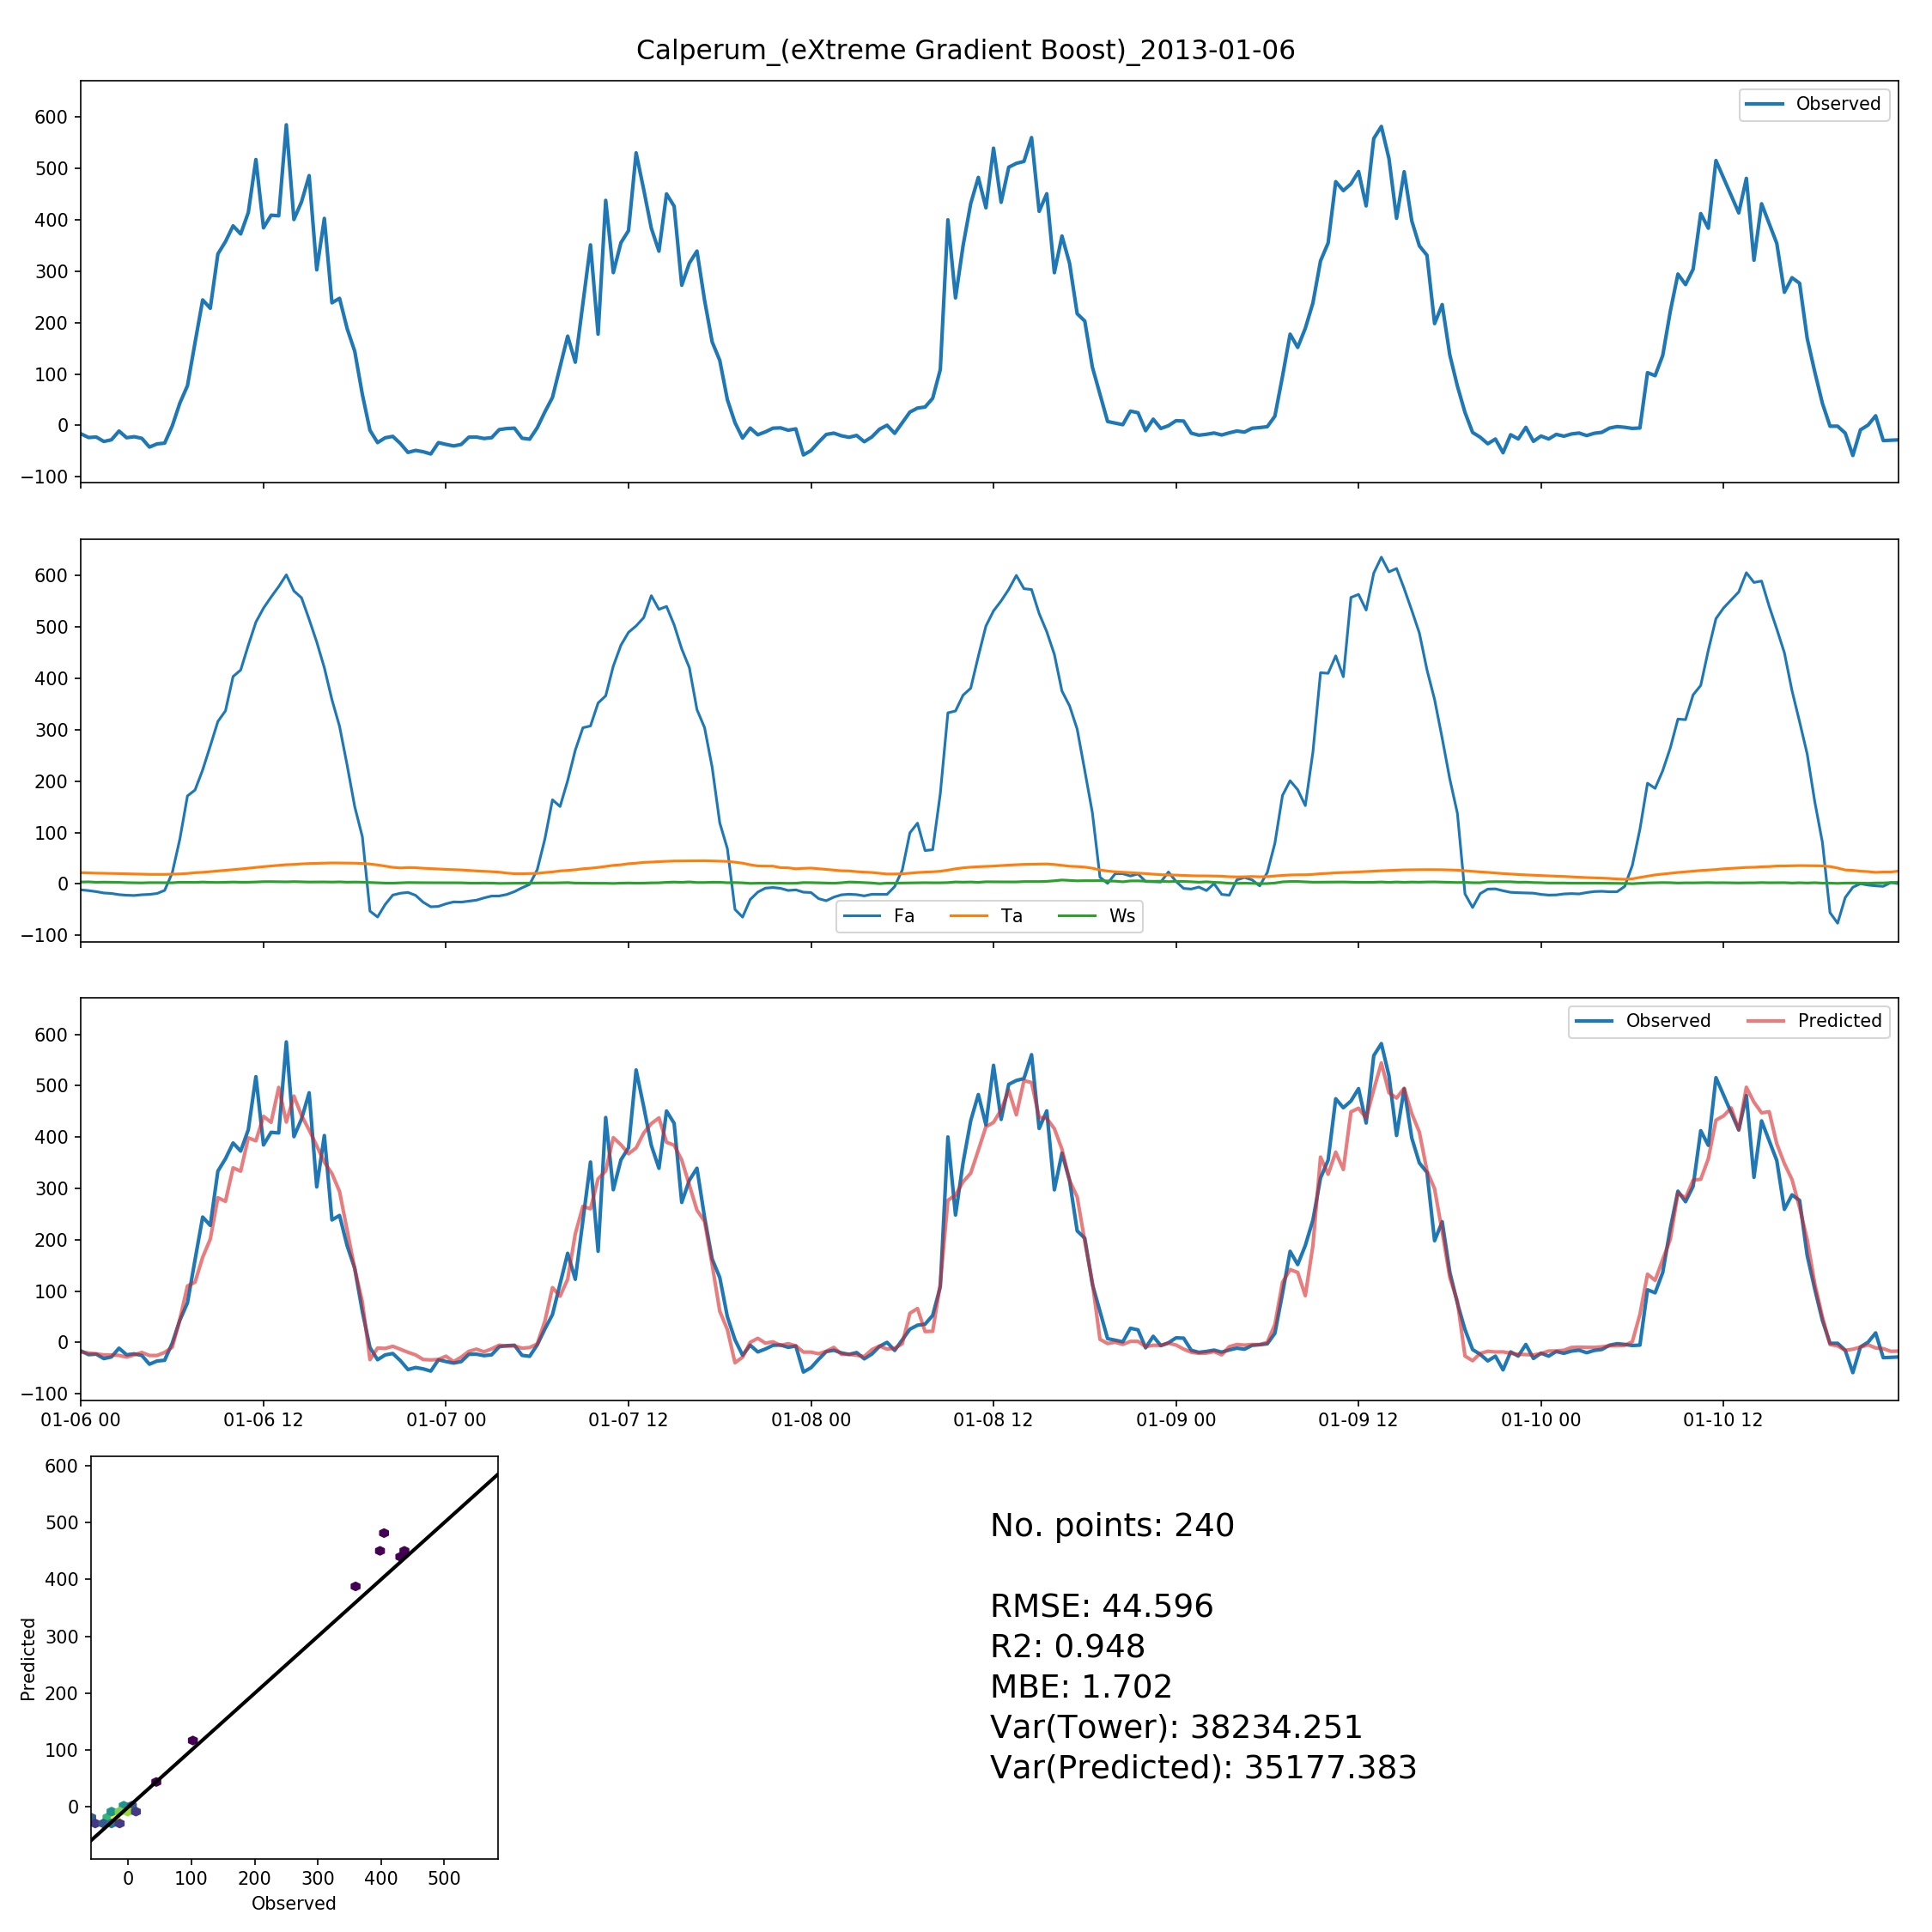 Calperum_(eXtreme Gradient Boost)_2013-01-06
Observed
600
500
400
300
200
100
0
−100
600
500
400
300
200
100
0
−100
Fa Ta Ws
Observed Predicted
600
500
400
300
200
100
0
−100
01-06 00 01-06 12 01-07 00 01-07 12 01-08 00 01-08 12 01-09 00 01-09 12 01-10 00 01-10 12
600
500
400
300
200
100
0
Predicted
0 100 200 300 400 500
Observed
No. points: 240
RMSE: 44.596
R2: 0.948
MBE: 1.702
Var(Tower): 38234.251
Var(Predicted): 35177.383